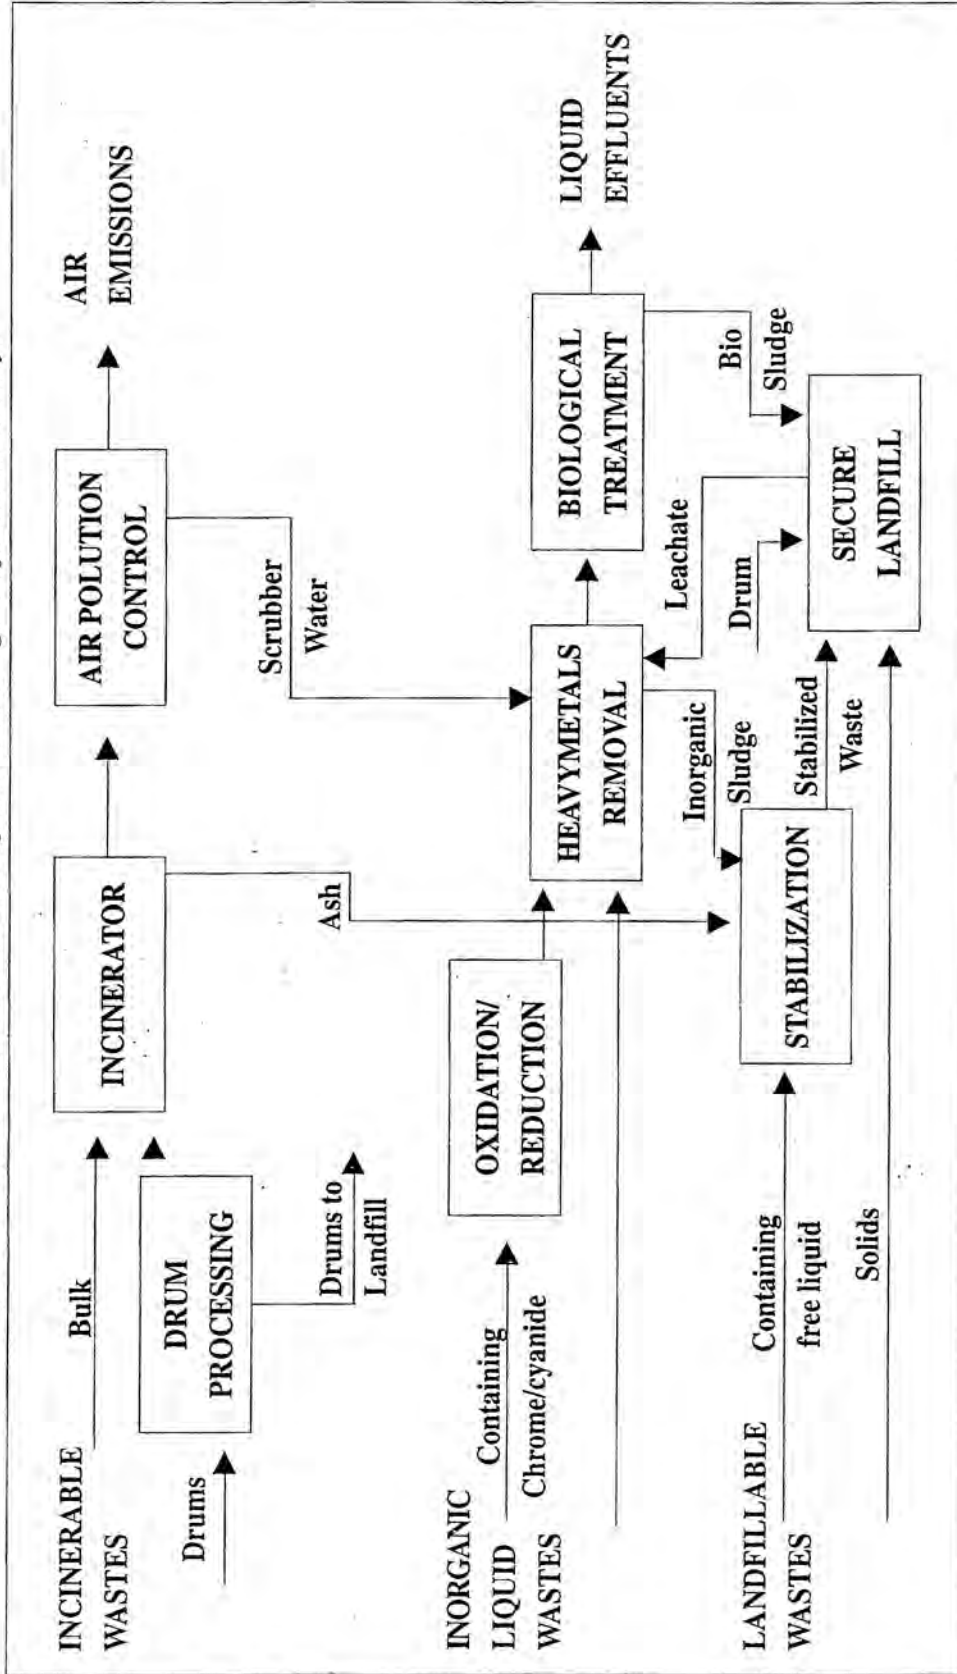 INCINERABLE
WASTES
Bulk
Drums
DRUM
PROCESSING
Drums to
Landfill
INCINERATOR
Ash
AIR POLUTION
CONTROL
Scrubber
Water
AIR
EMISSIONS
INORGANIC
LIQUID
WASTES
Containing
Chrome/cyanide
OXIDATION/
REDUCTION
HEAVYMETALS
REMOVAL
Inorganic
Sludge
BIOLOGICAL
TREATMENT
Bio
Sludge
LIQUID
EFFLUENTS
Leachate
Drum
LANDFILLABLE
WASTES
Containing
free liquid
Solids
STABILIZATION
Stabilized
Waste
SECURE
LANDFILL